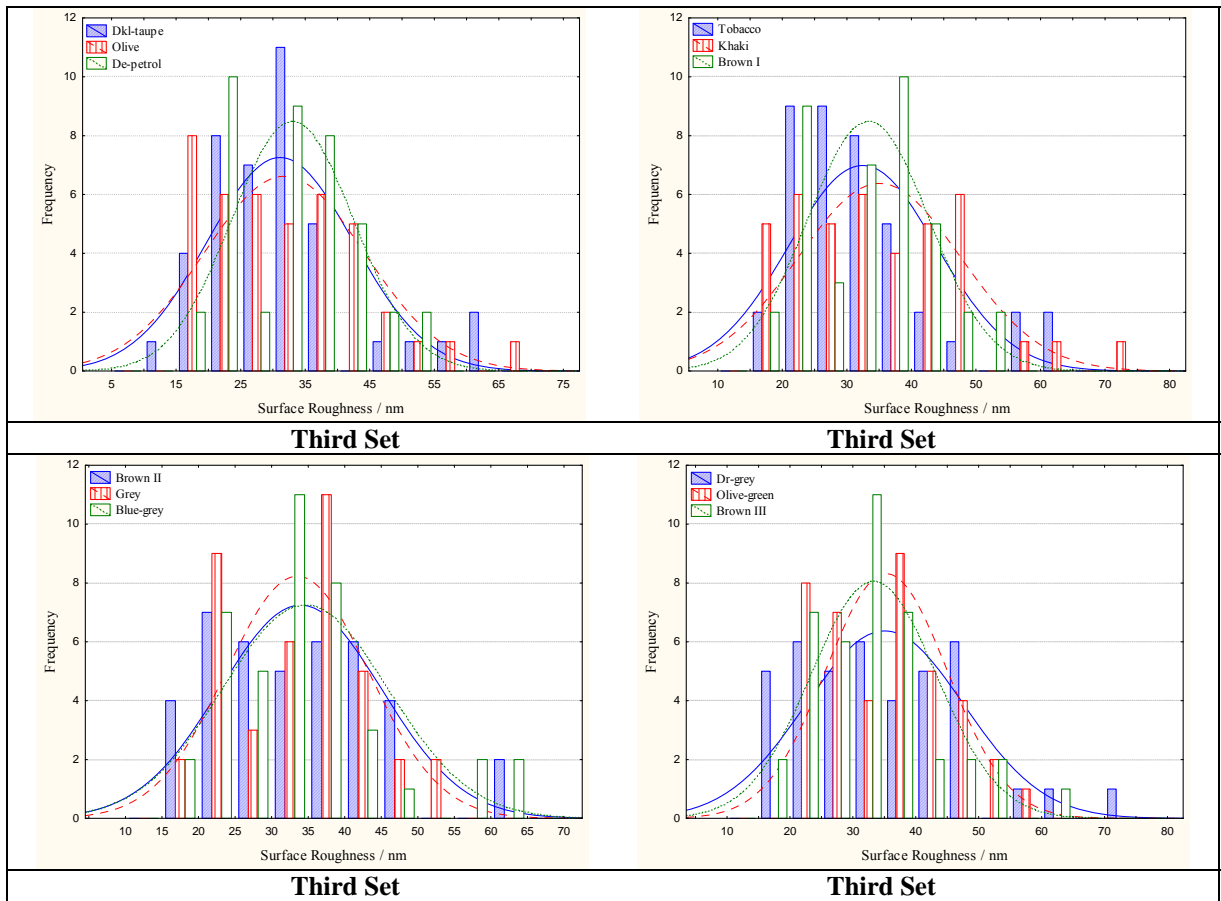 12
10
8
6
4
2
0
Frequency
Dkl-taupe
Olive
De-petrol
5 15 25 35 45 55 65 75
Surface Roughness / nm
Third Set
12
10
8
6
4
2
0
Frequency
Tobacco
Khaki
Brown I
10 20 30 40 50 60 70 80
Surface Roughness / nm
Third Set
12
10
8
6
4
2
0
Frequency
Brown II
Grey
Blue-grey
10 15 20 25 30 35 40 45 50 55 60 65 70
Surface Roughness / nm
Third Set
12
10
8
6
4
2
0
Frequency
Dr-grey
Olive-green
Brown III
10 20 30 40 50 60 70 80
Surface Roughness / nm
Third Set